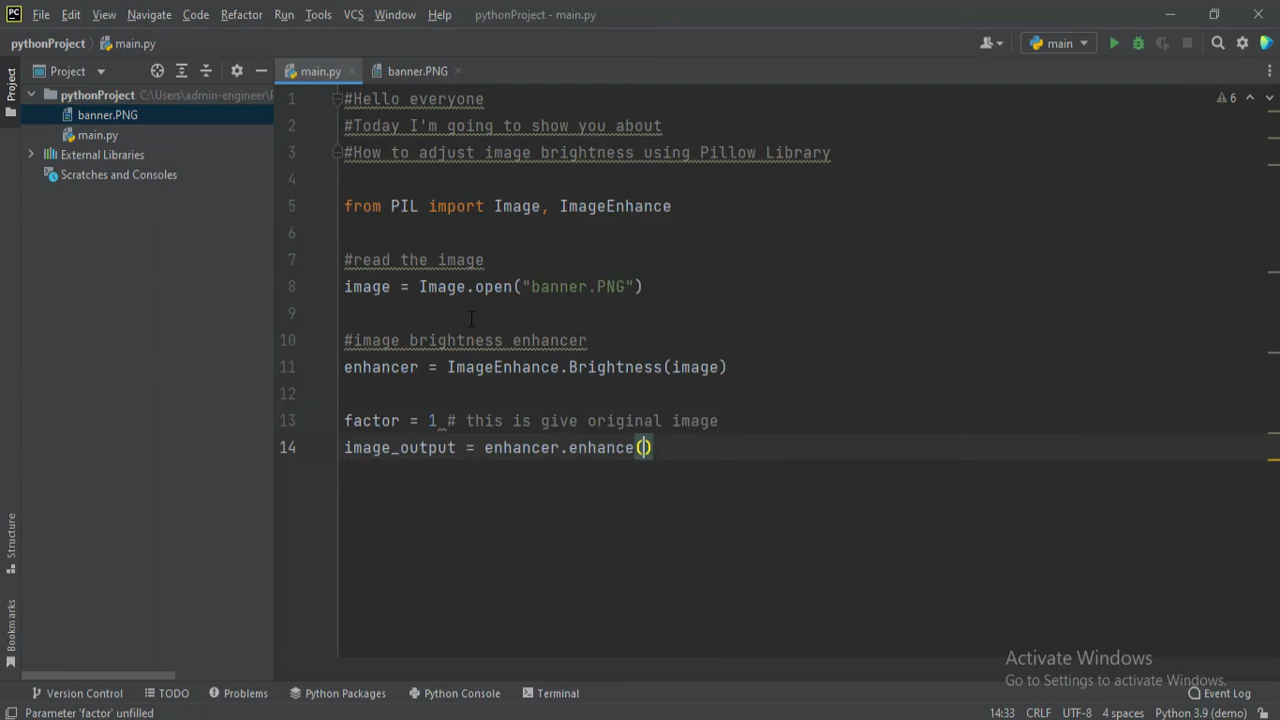 File Edit View Navigate Code Refactor Run Tools VCS Window Help pythonProject - main.py
pythonProject main.py main
Project main.py banner.PNG
pythonProject C:\Users\admin-engineer\
banner.PNG
main.py
External Libraries
Scratches and Consoles
Project
Structure
Bookmarks
6
1 #Hello everyone
2 #Today I'm going to show you about
3 #How to adjust image brightness using Pillow Library
4
5 from PIL import Image, ImageEnhance
6
7 #read the image
8 image = Image.open("banner.PNG")
9
10 #image brightness enhancer
11 enhancer = ImageEnhance.Brightness(image)
12
13 factor = 1 # this is give original image
14 image_output = enhancer.enhance()
Activate Windows
Go to Settings to activate Windows.
Version Control TODO Problems Python Packages Python Console Terminal Event Log
Parameter 'factor' unfilled 14:33 CRLF UTF-8 4 spaces Python 3.9 (demo)